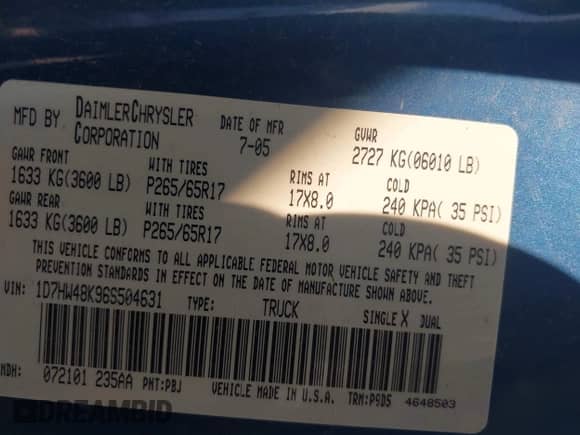 MFD BY DAIMLERCHRYSLER CORPORATION DATE OF MFR 7-05 GVWR 2727 KG(06010 LB)
GAWR FRONT WITH TIRES RIMS AT COLD
1633 KG(3600 LB) P265/65R17 17X8.0 240 KPA( 35 PSI)
GAWR REAR WITH TIRES RIMS AT COLD
1633 KG(3600 LB) P265/65R17 17X8.0 240 KPA( 35 PSI)
THIS VEHICLE CONFORMS TO ALL APPLICABLE FEDERAL MOTOR VEHICLE SAFETY AND THEFT
PREVENTION STANDARDS IN EFFECT ON THE DATE OF MANUFACTURE SHOWN ABOVE.
VIN: 1D7HW48K96S504631 TYPE: TRUCK SINGLE X DUAL
MDH: 072101 235AA PNT:PBJ VEHICLE MADE IN U.S.A. TRM:P9D5 4648503
DREAMBID